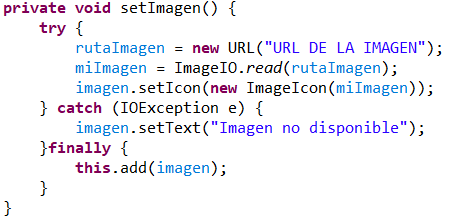 private void setImagen() {
    try {
        rutaImagen = new URL("URL DE LA IMAGEN");
        miImagen = ImageIO.read(rutaImagen);
        imagen.setIcon(new ImageIcon(miImagen));
    } catch (IOException e) {
        imagen.setText("Imagen no disponible");
    }finally {
        this.add(imagen);
    }
}